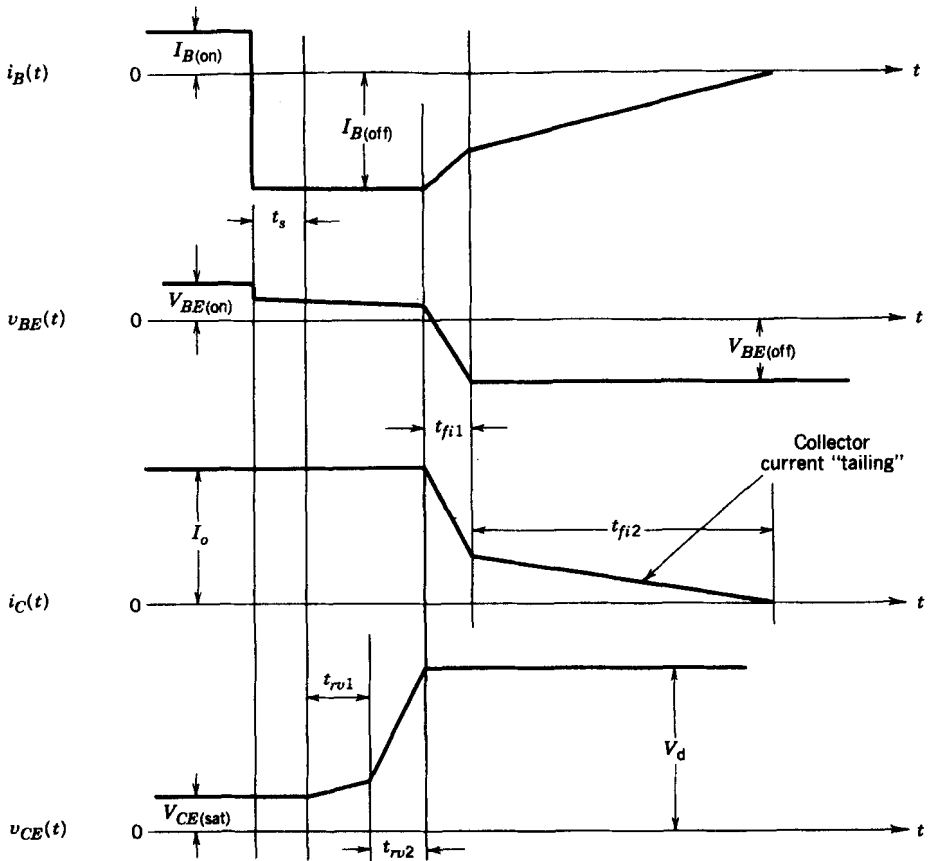 I_B(on)
i_B(t)
0
t
I_B(off)
t_s
V_BE(on)
v_BE(t)
0
t
V_BE(off)
t_fi1
Collector
current "tailing"
t_fi2
I_o
i_C(t)
0
t
t_rv1
V_d
V_CE(sat)
v_CE(t)
0
t
t_rv2